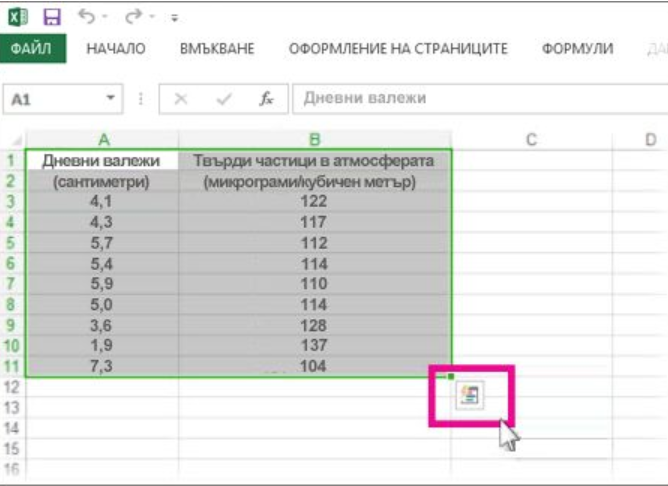 ФАЙЛ НАЧАЛО ВМЪКВАНЕ ОФОРМЛЕНИЕ НА СТРАНИЦИТЕ ФОРМУЛИ
A1 fx Дневни валежи
A B C D
1 Дневни валежи Твърди частици в атмосферата
2 (сантиметри) (микрограми/кубичен метър)
3 4,1 122
4 4,3 117
5 5,7 112
6 5,4 114
7 5,9 110
8 5,0 114
9 3,6 128
10 1,9 137
11 7,3 104
12
13
14
15
16